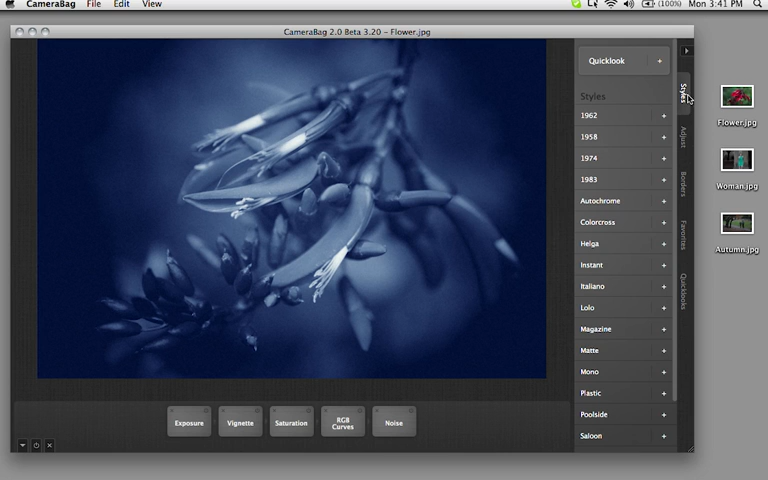 CameraBag File Edit View (100%) Mon 3:41 PM
CameraBag 2.0 Beta 3.20 - Flower.jpg
Quicklook +
Styles
1962 +
1958 +
1974 +
1983 +
Autochrome +
Colorcross +
Helga +
Instant +
Italiano +
Lolo +
Magazine +
Matte +
Mono +
Plastic +
Poolside +
Saloon +
Styles
Adjust
Borders
Favorites
Quicklooks
Flower.jpg
Woman.jpg
Autumn.jpg
Exposure
Vignette
Saturation
RGB
Curves
Noise